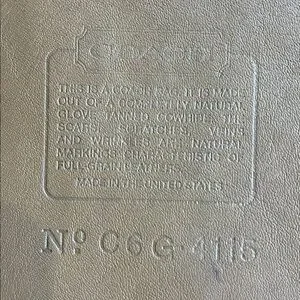 COACH
THIS IS A COACH BAG. IT IS MADE
OUT OF A COMPLETELY NATURAL
GLOVE TANNED COWHIDE. THE
SCARS, SCRATCHES, VEINS
AND WRINKLES ARE NATURAL
MARKINGS CHARACTERISTIC OF
FULL GRAIN LEATHER.
MADE IN THE UNITED STATES
Nº C6G-4115